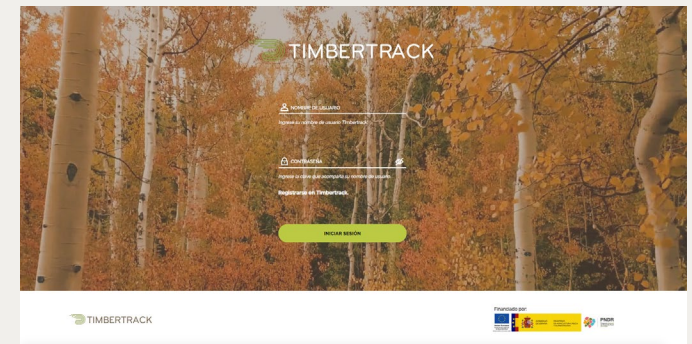 TIMBERTRACK
NOMBRE DE USUARIO
Ingrese su nombre de usuario Timbertrack
CONTRASEÑA
Ingrese la clave que acompaña su nombre de usuario.
Registrarse en Timbertrack.
INICIAR SESIÓN
TIMBERTRACK
Financiado por:
PNDR